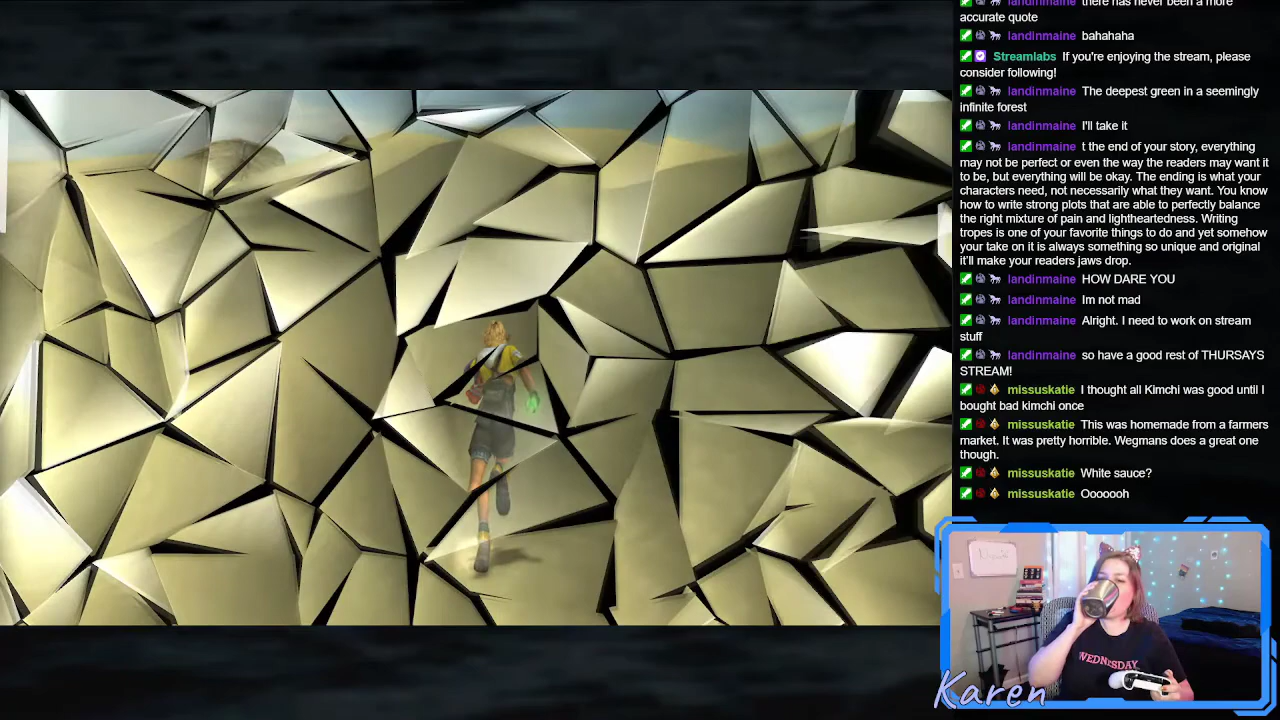 landinmaine there has never been a more
accurate quote
landinmaine bahahaha
Streamlabs If you're enjoying the stream, please
consider following!
landinmaine The deepest green in a seemingly
infinite forest
landinmaine I'll take it
landinmaine t the end of your story, everything
may not be perfect or even the way the readers may want it
to be, but everything will be okay. The ending is what your
characters need, not necessarily what they want. You know
how to write strong plots that are able to perfectly balance
the right mixture of pain and lightheartedness. Writing
tropes is one of your favorite things to do and yet somehow
your take on it is always something so unique and original
it'll make your readers jaws drop.
landinmaine HOW DARE YOU
landinmaine Im not mad
landinmaine Alright. I need to work on stream
stuff
landinmaine so have a good rest of THURSAYS
STREAM!
missuskatie I thought all Kimchi was good until I
bought bad kimchi once
missuskatie This was homemade from a farmers
market. It was pretty horrible. Wegmans does a great one
though.
missuskatie White sauce?
missuskatie Ooooooh
WEDNESDAY
Karen